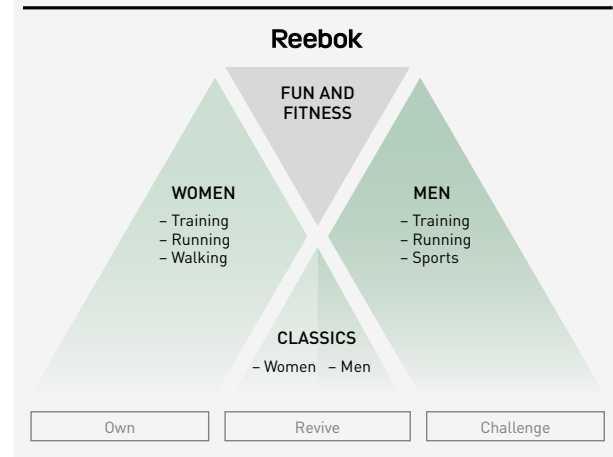 Reebok
FUN AND
FITNESS
WOMEN
– Training
– Running
– Walking
MEN
– Training
– Running
– Sports
CLASSICS
– Women – Men
Own
Revive
Challenge